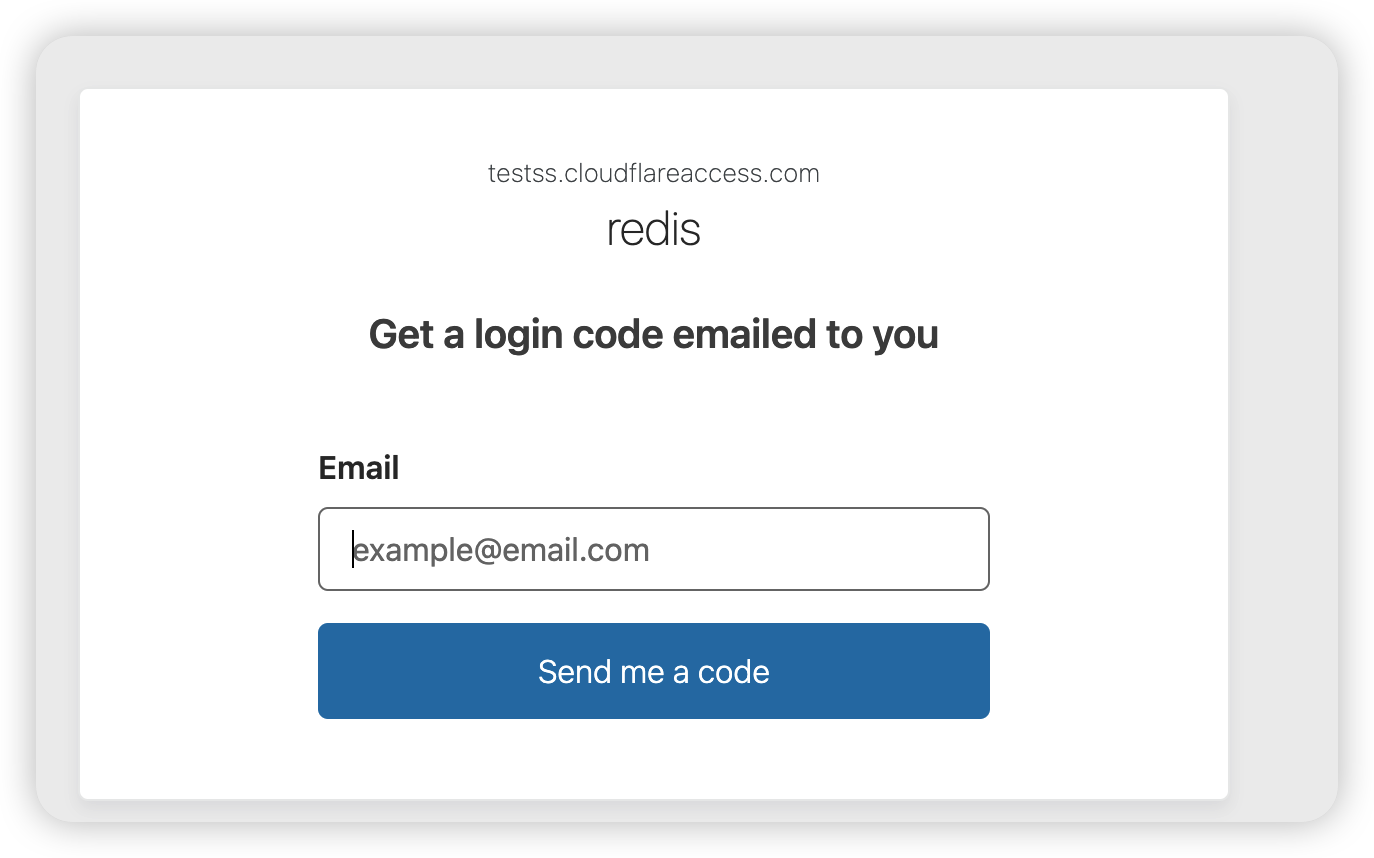 testss.cloudflareaccess.com
redis
Get a login code emailed to you
Email
example@email.com
Send me a code